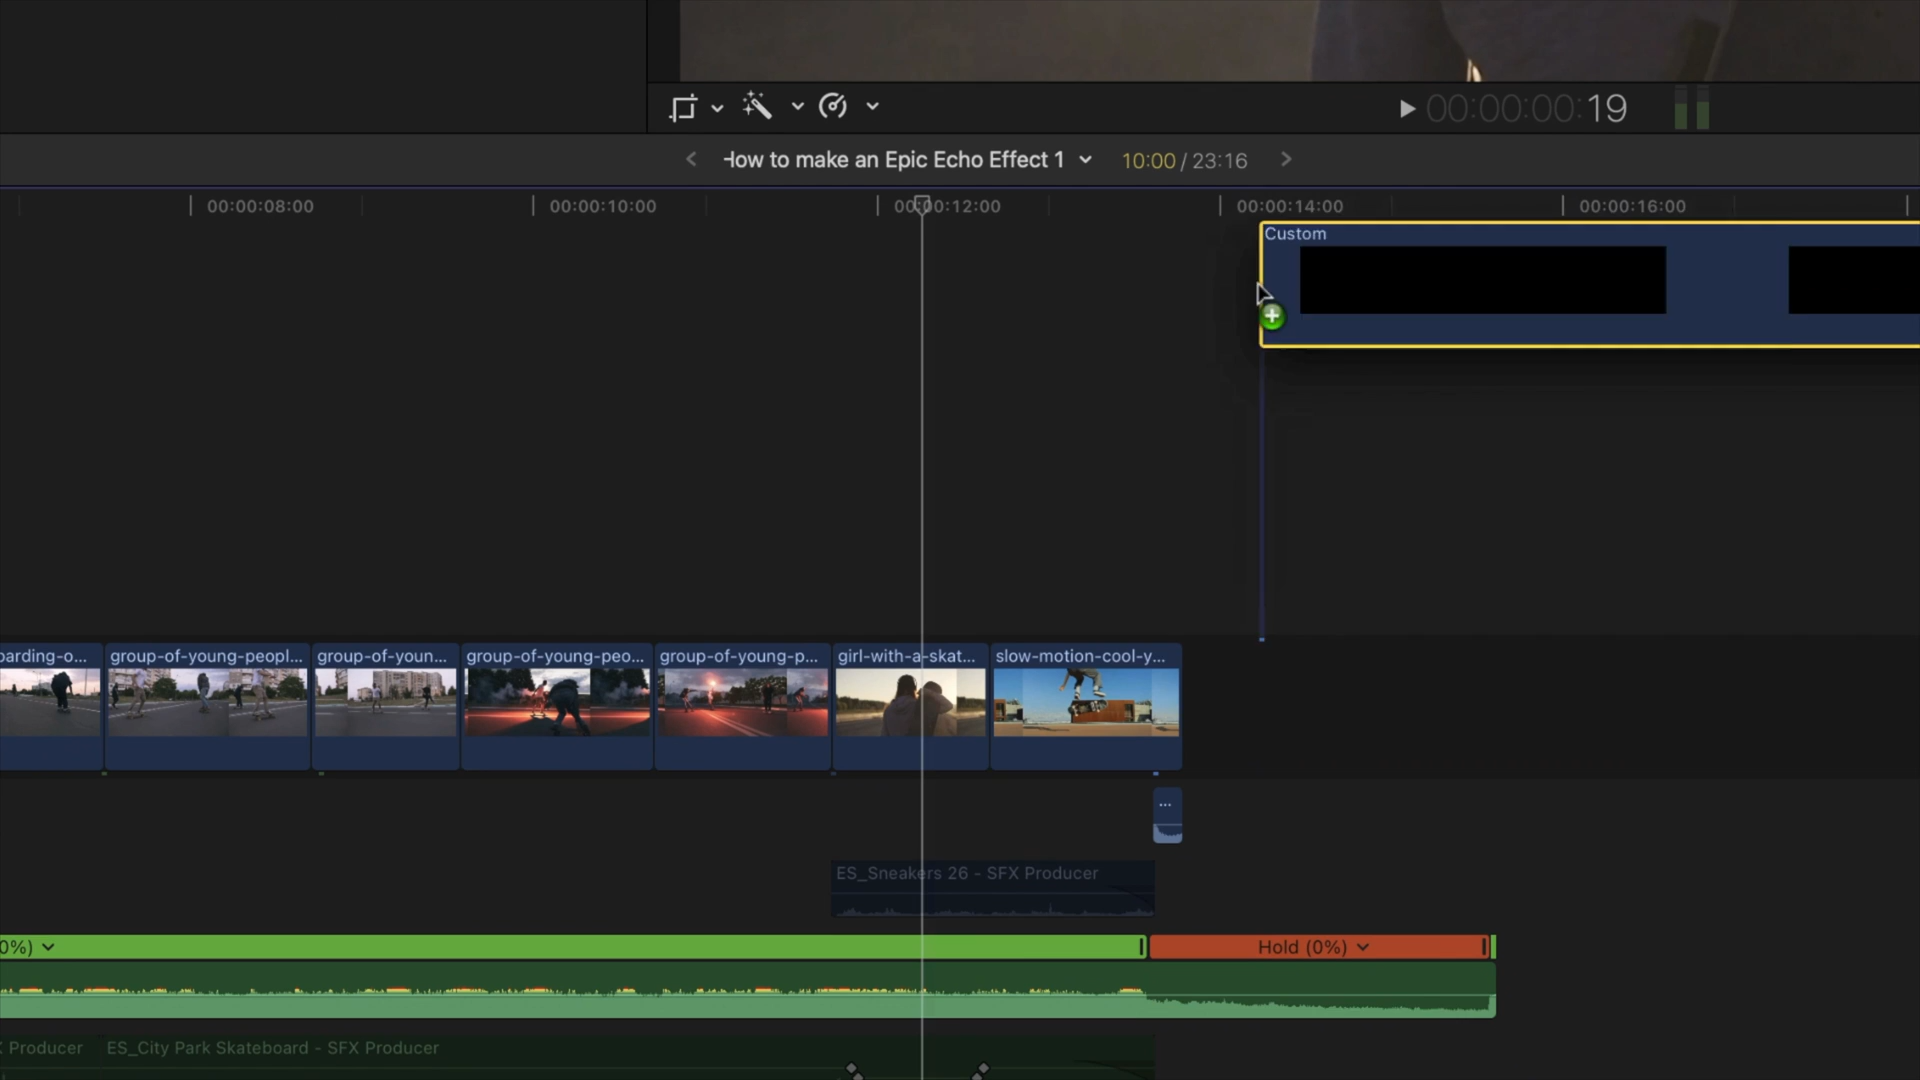 00:00:00:19
How to make an Epic Echo Effect 1
10:00 / 23:16
00:00:08:00
00:00:10:00
00:00:12:00
00:00:14:00
00:00:16:00
Custom
oarding-o...
group-of-young-peopl...
group-of-youn...
group-of-young-peo...
group-of-young-p...
girl-with-a-skat...
slow-motion-cool-y...
...
ES_Sneakers 26 - SFX Producer
0%)
Hold (0%)
X Producer
ES_City Park Skateboard - SFX Producer